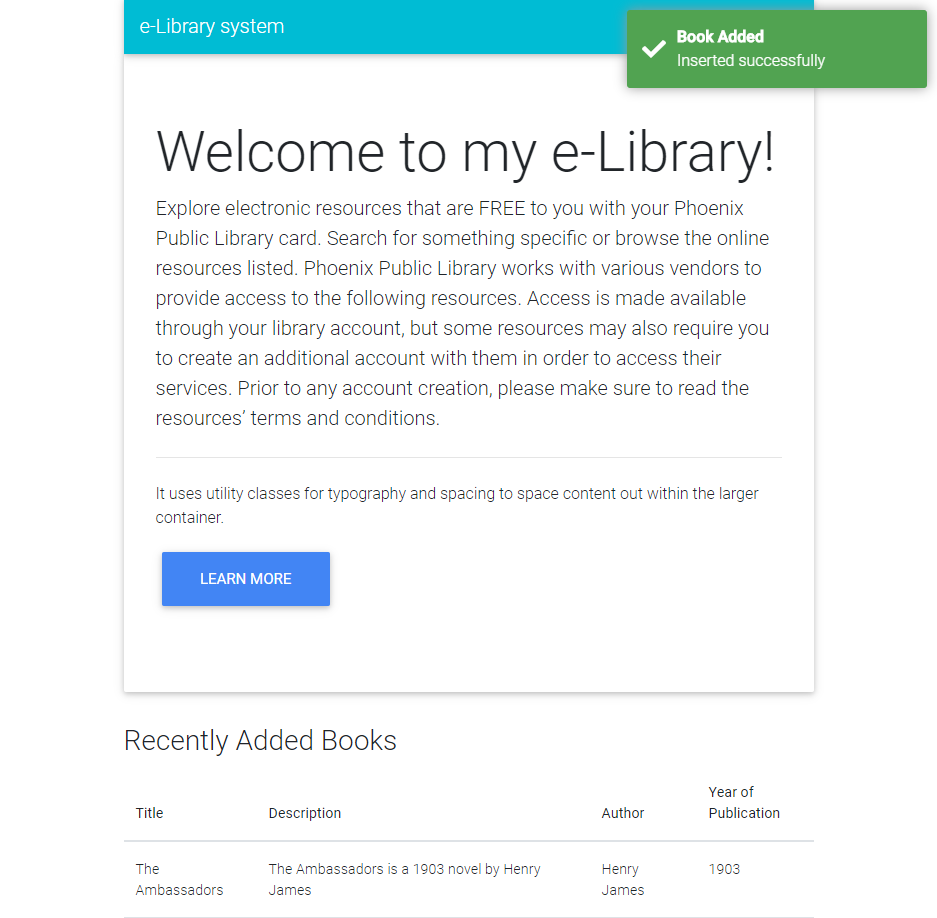 e-Library system
Book Added
Inserted successfully
Welcome to my e-Library!
Explore electronic resources that are FREE to you with your Phoenix
Public Library card. Search for something specific or browse the online
resources listed. Phoenix Public Library works with various vendors to
provide access to the following resources. Access is made available
through your library account, but some resources may also require you
to create an additional account with them in order to access their
services. Prior to any account creation, please make sure to read the
resources’ terms and conditions.
It uses utility classes for typography and spacing to space content out within the larger
container.
LEARN MORE
Recently Added Books
Title Description Author Year of
Publication
The The Ambassadors is a 1903 novel by Henry Henry 1903
Ambassadors James James